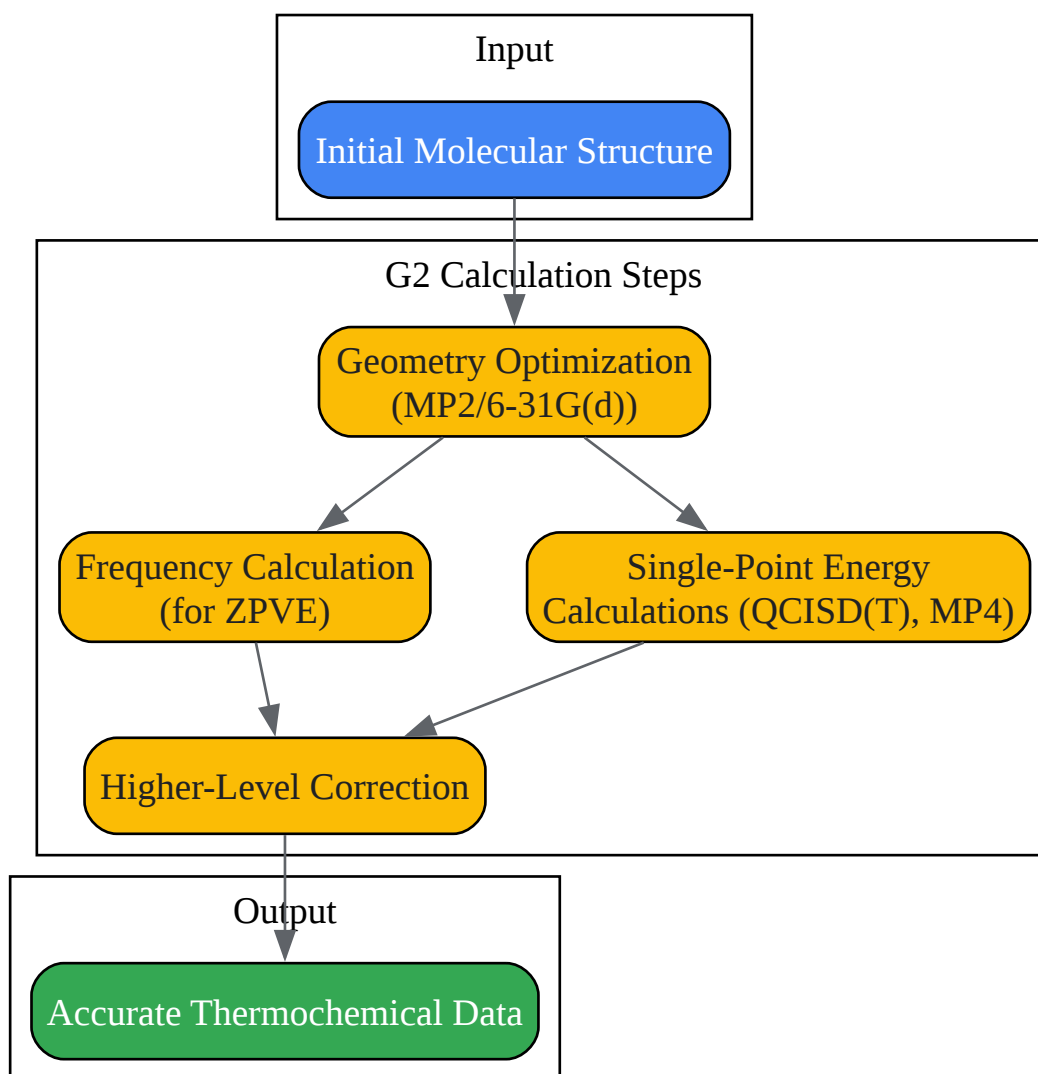 Input
Initial Molecular Structure
G2 Calculation Steps
Geometry Optimization
(MP2/6-31G(d))
Frequency Calculation
(for ZPVE)
Single-Point Energy
Calculations (QCISD(T), MP4)
Higher-Level Correction
Output
Accurate Thermochemical Data